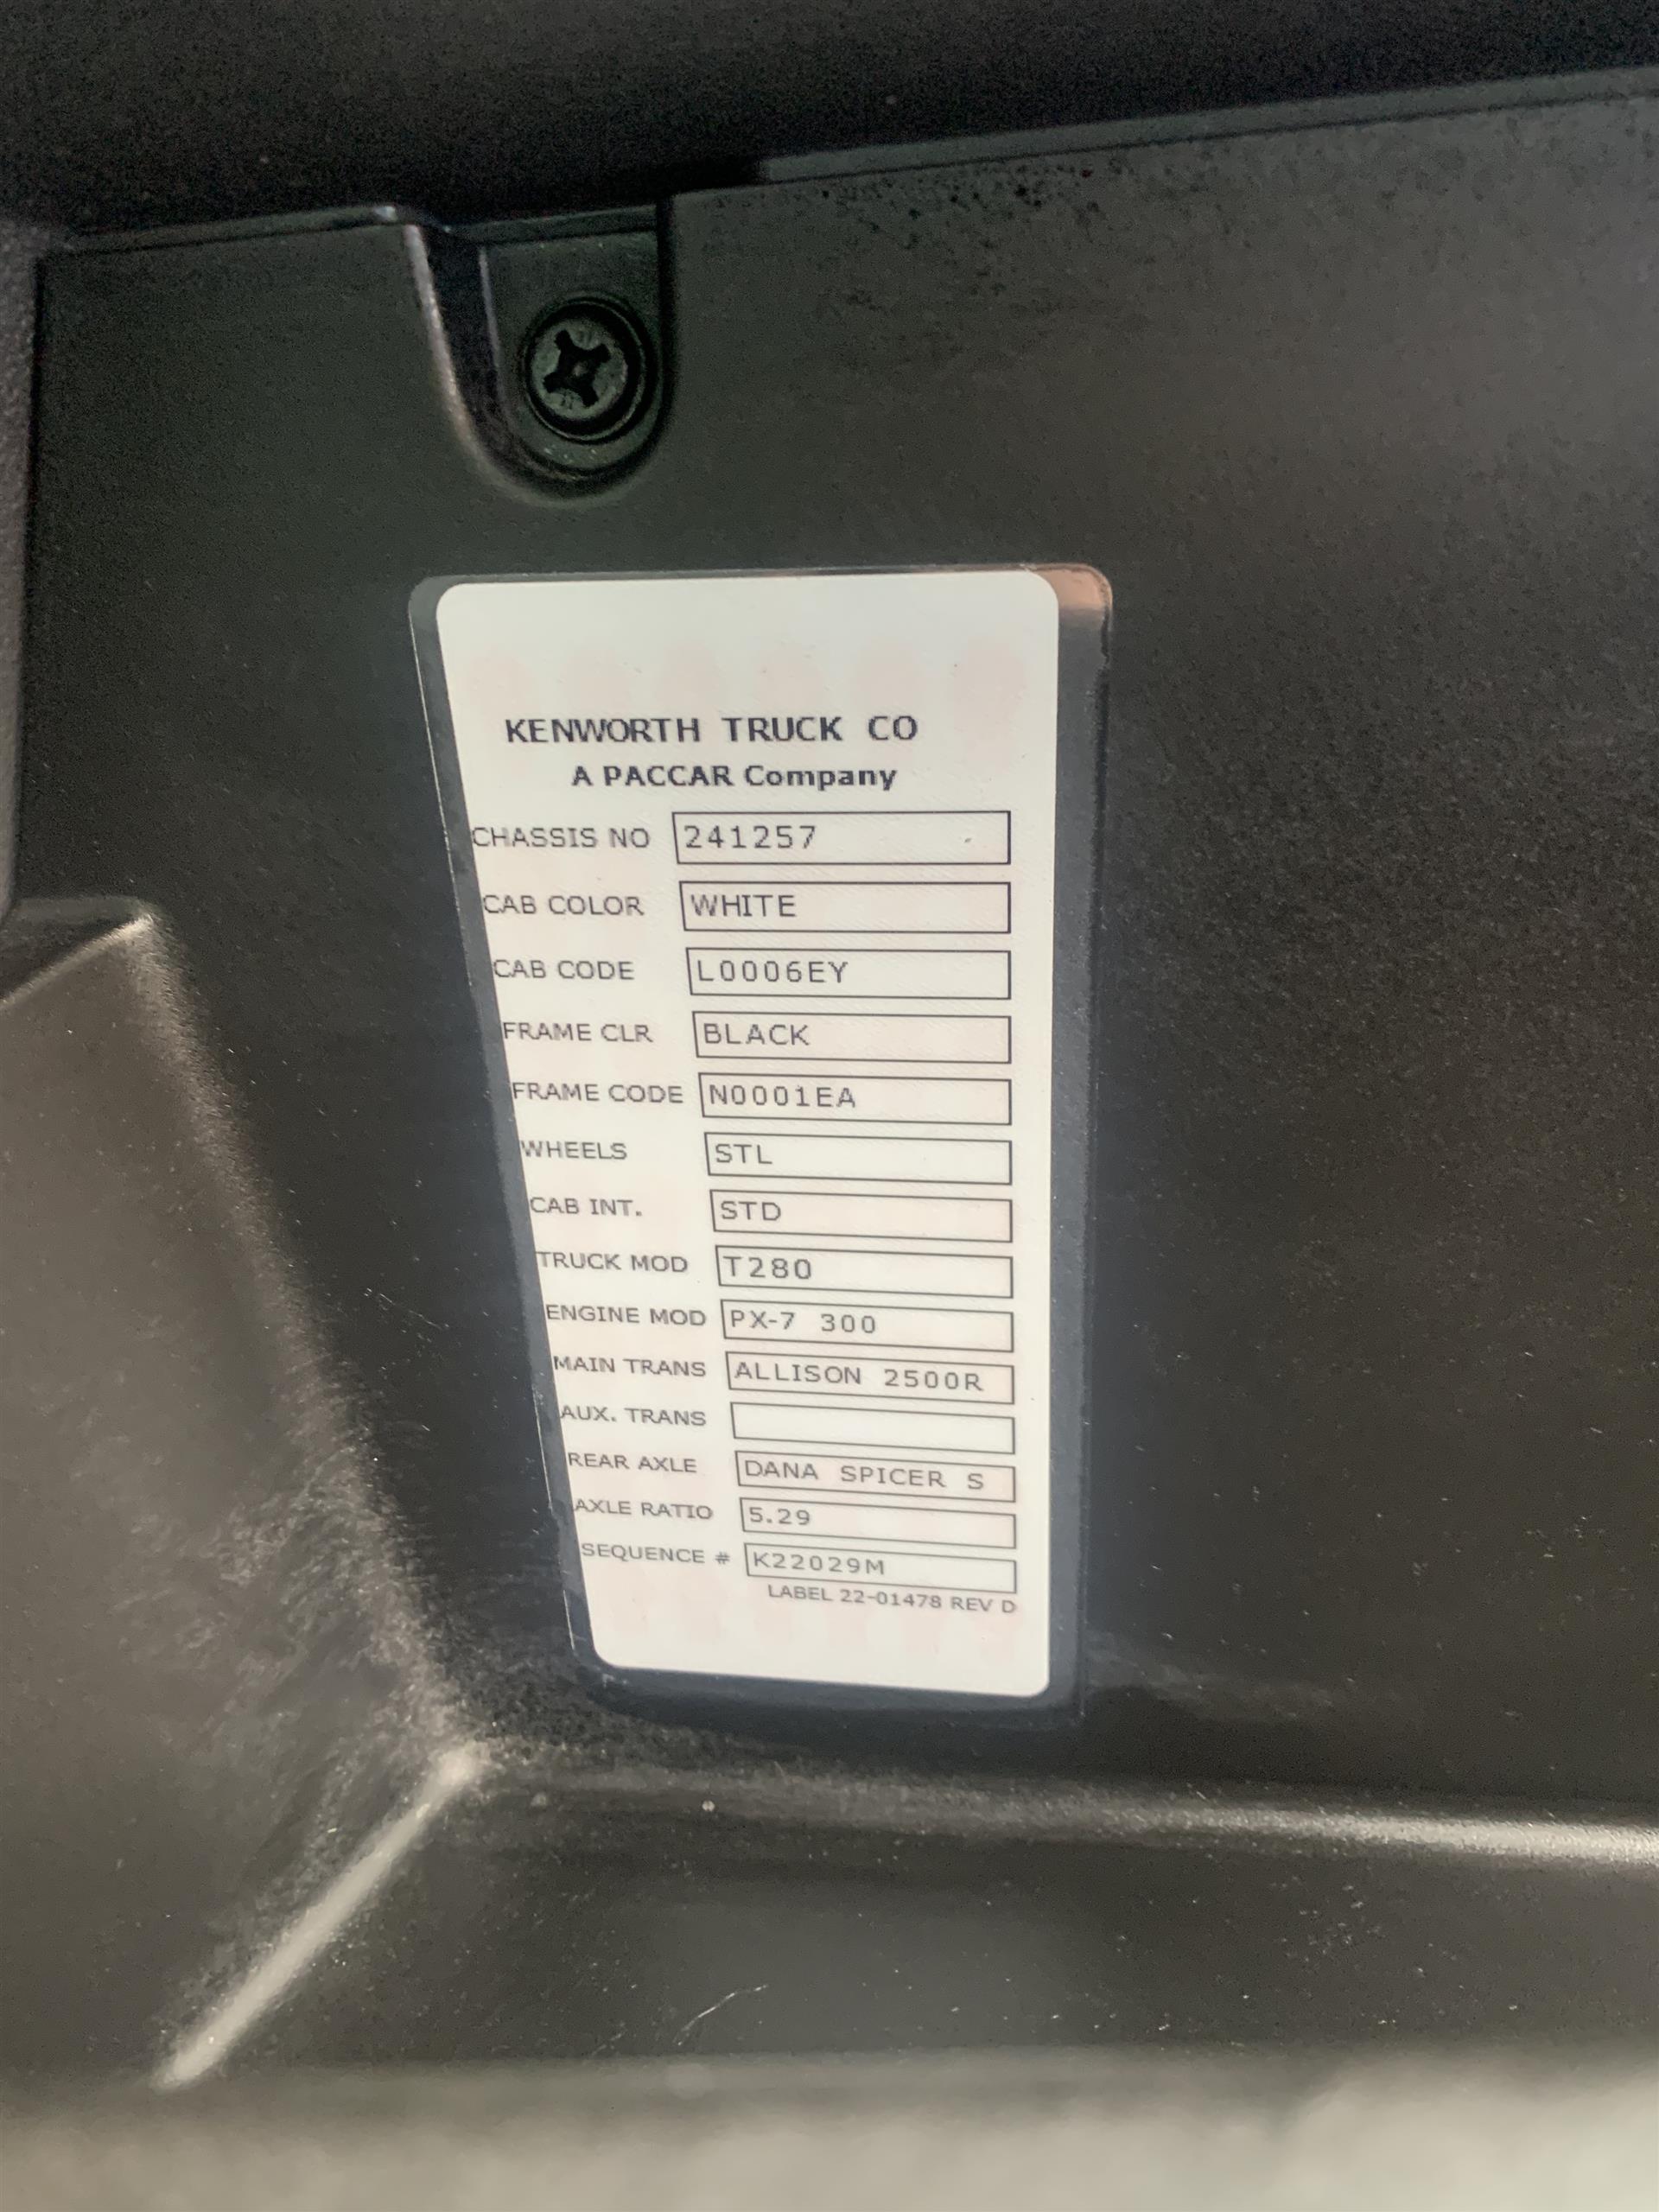 KENWORTH TRUCK CO
A PACCAR Company
CHASSIS NO 241257
CAB COLOR WHITE
CAB CODE L0006EY
FRAME CLR BLACK
FRAME CODE N0001EA
WHEELS STL
CAB INT. STD
TRUCK MOD T280
ENGINE MOD PX-7 300
MAIN TRANS ALLISON 2500R
AUX. TRANS
REAR AXLE DANA SPICER S
AXLE RATIO 5.29
SEQUENCE # K22029M
LABEL 22-01478 REV D